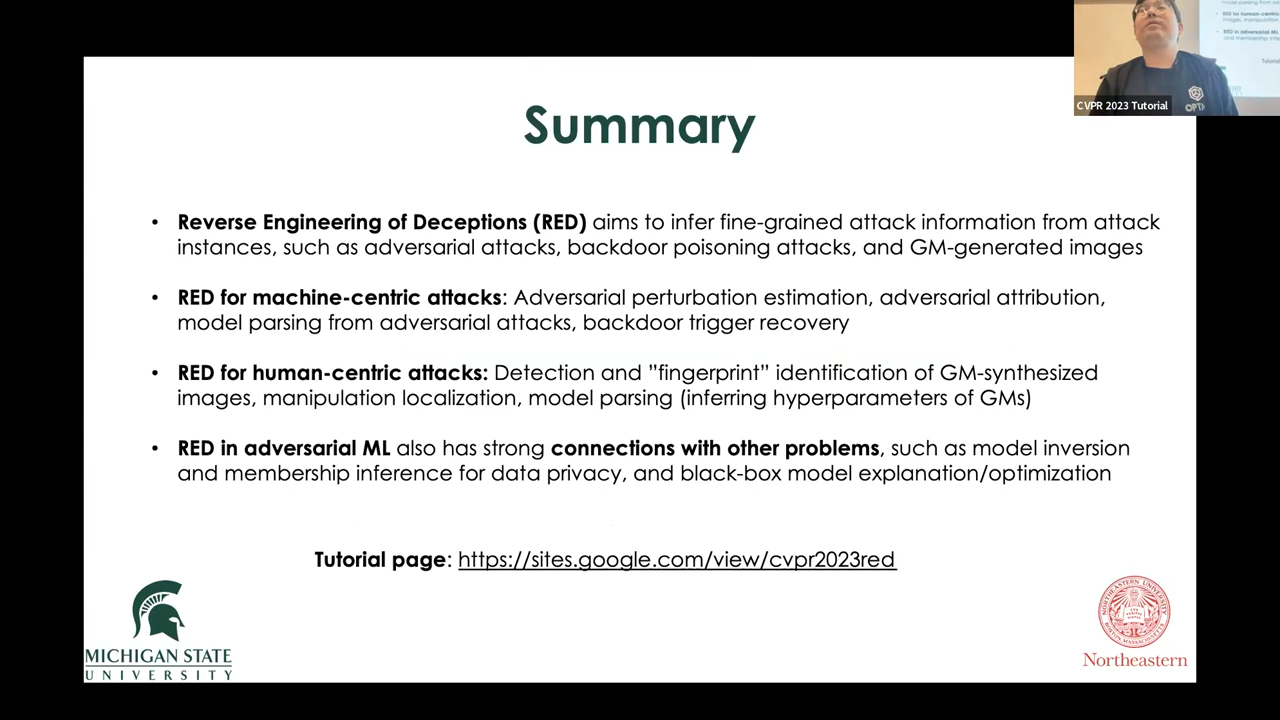 Summary
• Reverse Engineering of Deceptions (RED) aims to infer fine-grained attack information from attack
instances, such as adversarial attacks, backdoor poisoning attacks, and GM-generated images
• RED for machine-centric attacks: Adversarial perturbation estimation, adversarial attribution,
model parsing from adversarial attacks, backdoor trigger recovery
• RED for human-centric attacks: Detection and ”fingerprint” identification of GM-synthesized
images, manipulation localization, model parsing (inferring hyperparameters of GMs)
• RED in adversarial ML also has strong connections with other problems, such as model inversion
and membership inference for data privacy, and black-box model explanation/optimization
Tutorial page: https://sites.google.com/view/cvpr2023red
MICHIGAN STATE
UNIVERSITY
Northeastern
CVPR 2023 Tutorial